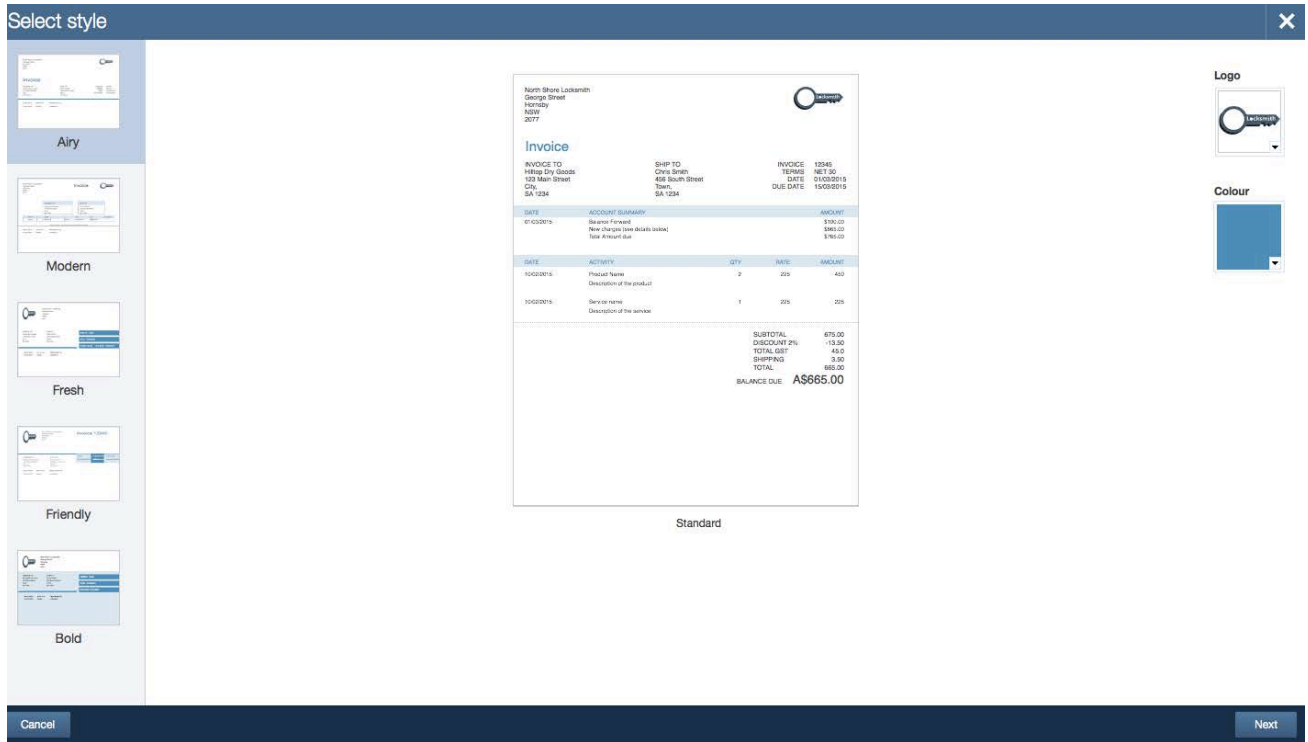 Select style
Airy
Modern
Fresh
Friendly
Bold
North Shore Locksmith
George Street
Hornsby
NSW
2077
Locksmith
Invoice
INVOICE TO
Hilltop Dry Goods
123 Main Street
City,
SA 1234
SHIP TO
Chris Smith
456 South Street
Town,
SA 1234
INVOICE 12345
TERMS NET 30
DATE 01/03/2015
DUE DATE 15/03/2015
DATE ACCOUNT SUMMARY AMOUNT
01/03/2015 Balance Forward $100.00
New charges (see details below) $665.00
Total Amount due $765.00
DATE ACTIVITY QTY RATE AMOUNT
10/02/2015 Product Name 2 225 450
Description of the product
10/02/2015 Service name 1 225 225
Description of the service
SUBTOTAL 675.00
DISCOUNT 2% -13.50
TOTAL GST 45.0
SHIPPING 3.50
TOTAL 665.00
BALANCE DUE A$665.00
Standard
Logo
Locksmith
Colour
Cancel
Next